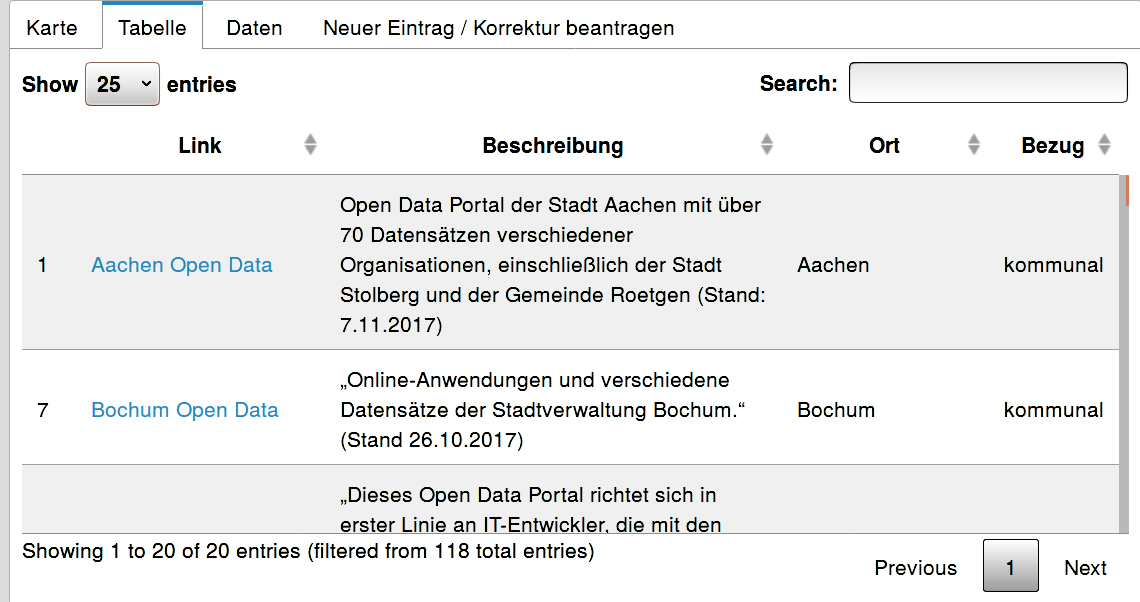 Karte Tabelle Daten Neuer Eintrag / Korrektur beantragen
Show 25 entries Search:
Link Beschreibung Ort Bezug
Open Data Portal der Stadt Aachen mit über
70 Datensätzen verschiedener
1 Aachen Open Data Organisationen, einschließlich der Stadt Aachen kommunal
Stolberg und der Gemeinde Roetgen (Stand:
7.11.2017)
„Online-Anwendungen und verschiedene
7 Bochum Open Data Datensätze der Stadtverwaltung Bochum.“ Bochum kommunal
(Stand 26.10.2017)
„Dieses Open Data Portal richtet sich in
erster Linie an IT-Entwickler, die mit den
Showing 1 to 20 of 20 entries (filtered from 118 total entries)
Previous 1 Next